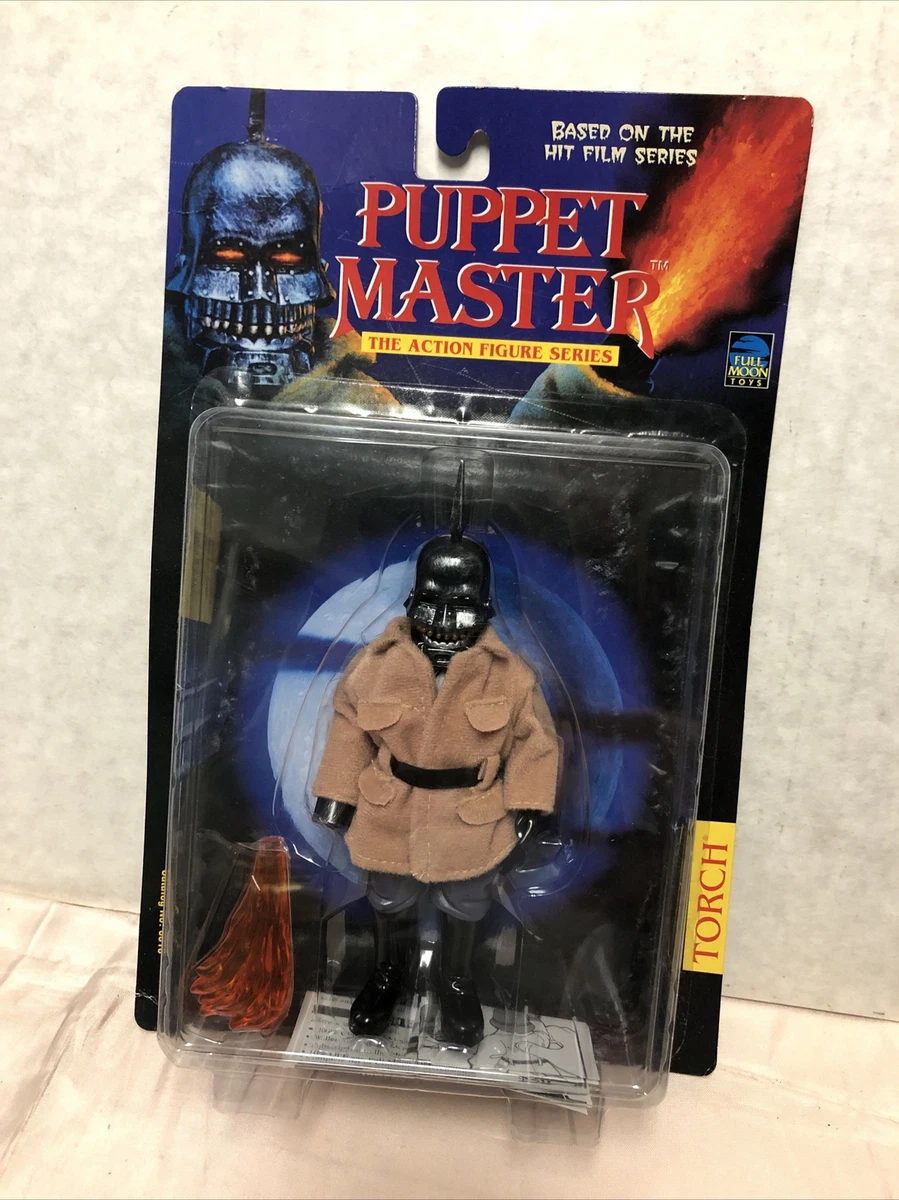 BASED ON THE
HIT FILM SERIES
PUPPET
MASTER™
THE ACTION FIGURE SERIES
FULL
MOON
TOYS
TORCH